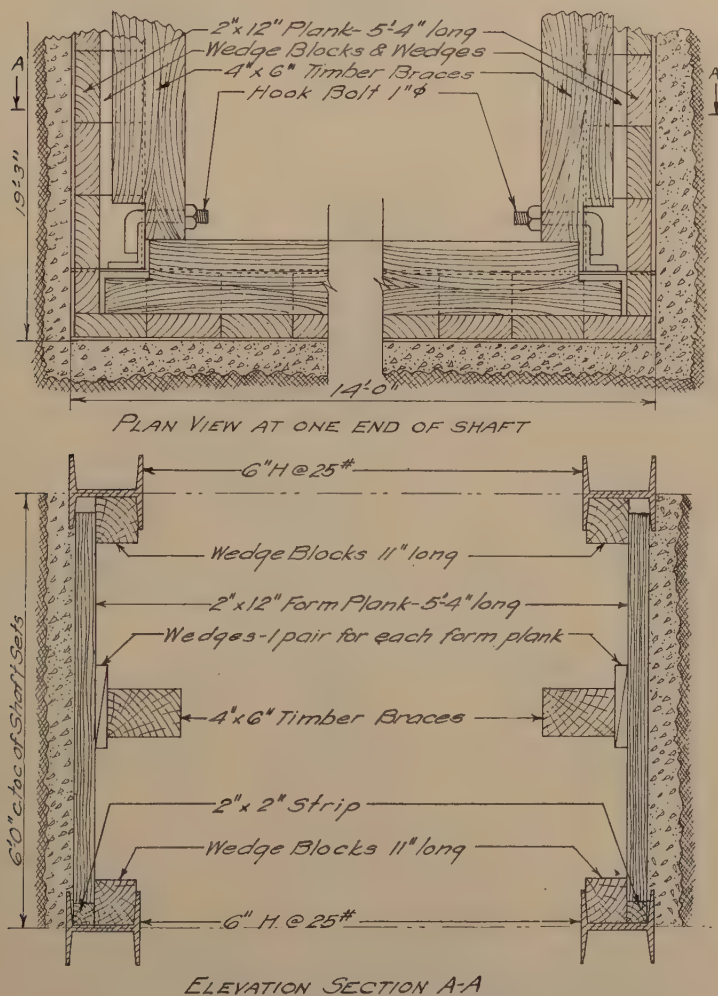 2"x12" Plank-5'-4" long
Wedge Blocks & Wedges
4"x6" Timber Braces
Hook Bolt 1"φ
A
A
19'-3"
14'-0"
PLAN VIEW AT ONE END OF SHAFT
6"H@25#
Wedge Blocks 11" long
2"x12" Form Plank-5'-4" long
Wedges-1 pair for each form plank
4"x6" Timber Braces
6'-0" c. to c. of Shaft Sets
2"x2" Strip
Wedge Blocks 11" long
6" H @ 25#
ELEVATION SECTION A-A